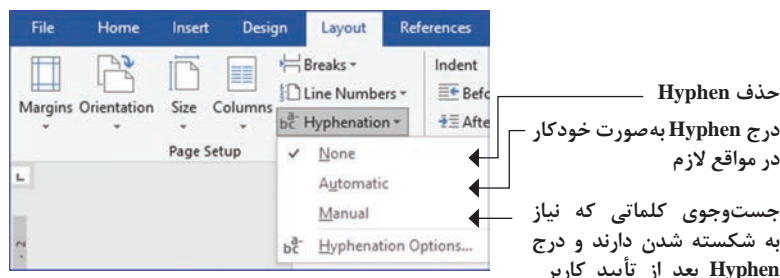 File Home Insert Design Layout References
Breaks Indent
Line Numbers Befo
Margins Orientation Size Columns
Hyphenation Afte
Page Setup
None
Automatic
Manual
Hyphenation Options...
L
2
حذف Hyphen
درج Hyphen به‌صورت خودکار
در مواقع لازم
جست‌وجوی کلماتی که نیاز
به شکسته شدن دارند و درج
Hyphen بعد از تأیید کاربر